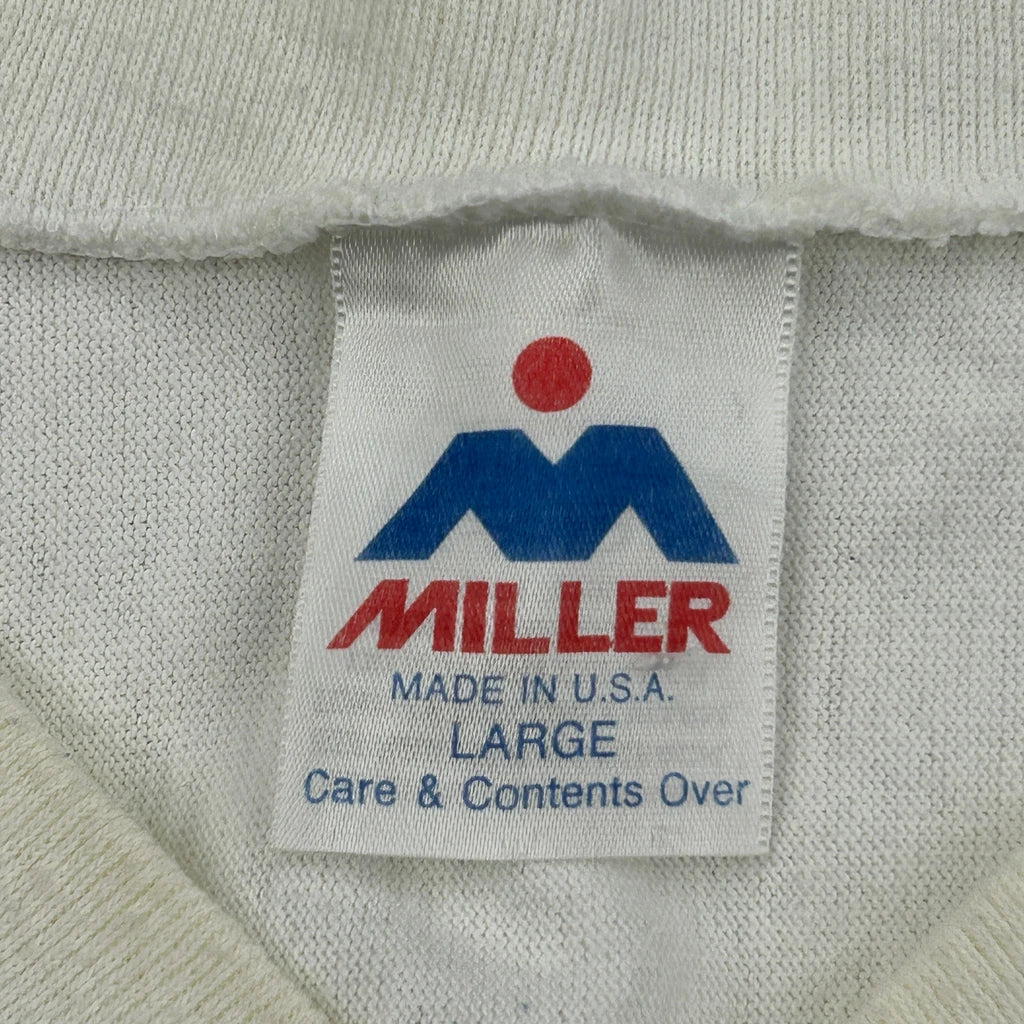 MILLER
MADE IN U.S.A.
LARGE
Care & Contents Over